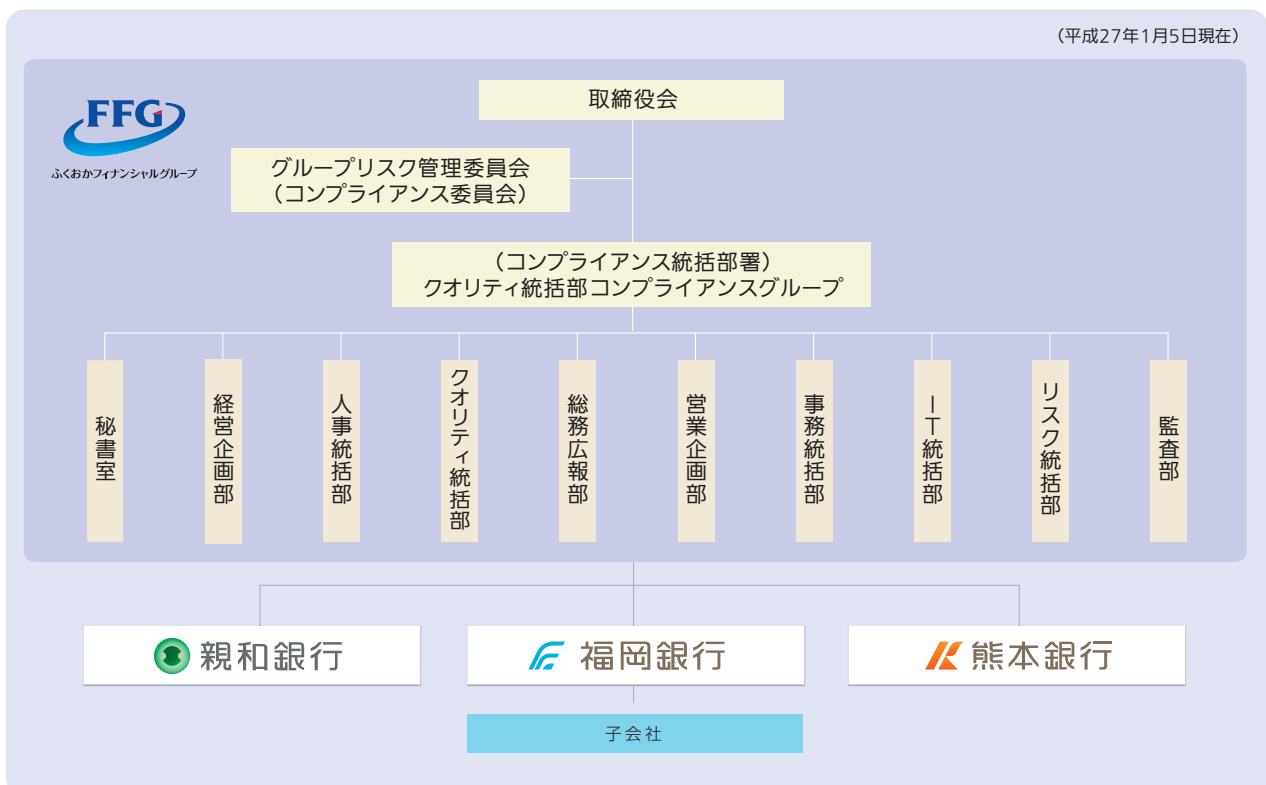 （平成27年1月5日現在）
FFG
ふくおかフィナンシャルグループ
取締役会
グループリスク管理委員会
（コンプライアンス委員会）
（コンプライアンス統括部署）
クオリティ統括部コンプライアンスグループ
秘書室
経営企画部
人事統括部
クオリティ統括部
総務広報部
営業企画部
事務統括部
IT統括部
リスク統括部
監査部
親和銀行
福岡銀行
熊本銀行
子会社